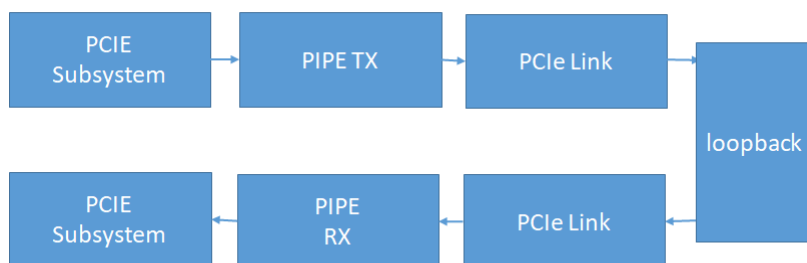 PCIE
Subsystem
PIPE TX
PCIe Link
loopback
PCIE
Subsystem
PIPE
RX
PCIe Link